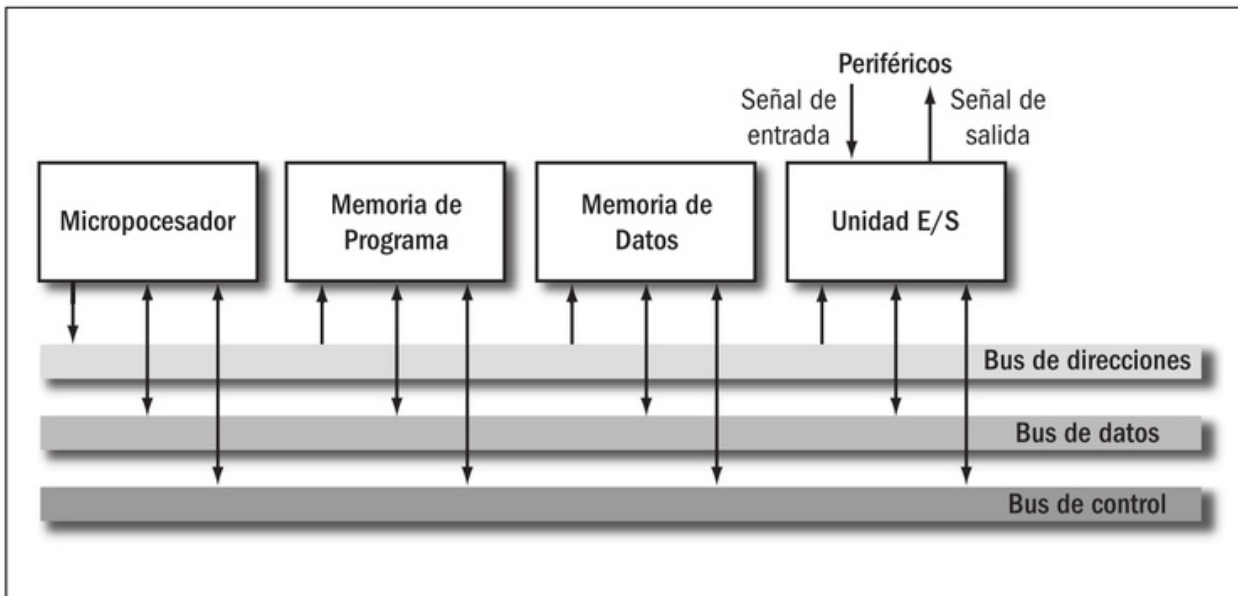 Periféricos
Señal de
entrada
Señal de
salida
Micropocesador
Memoria de
Programa
Memoria de
Datos
Unidad E/S
Bus de direcciones
Bus de datos
Bus de control